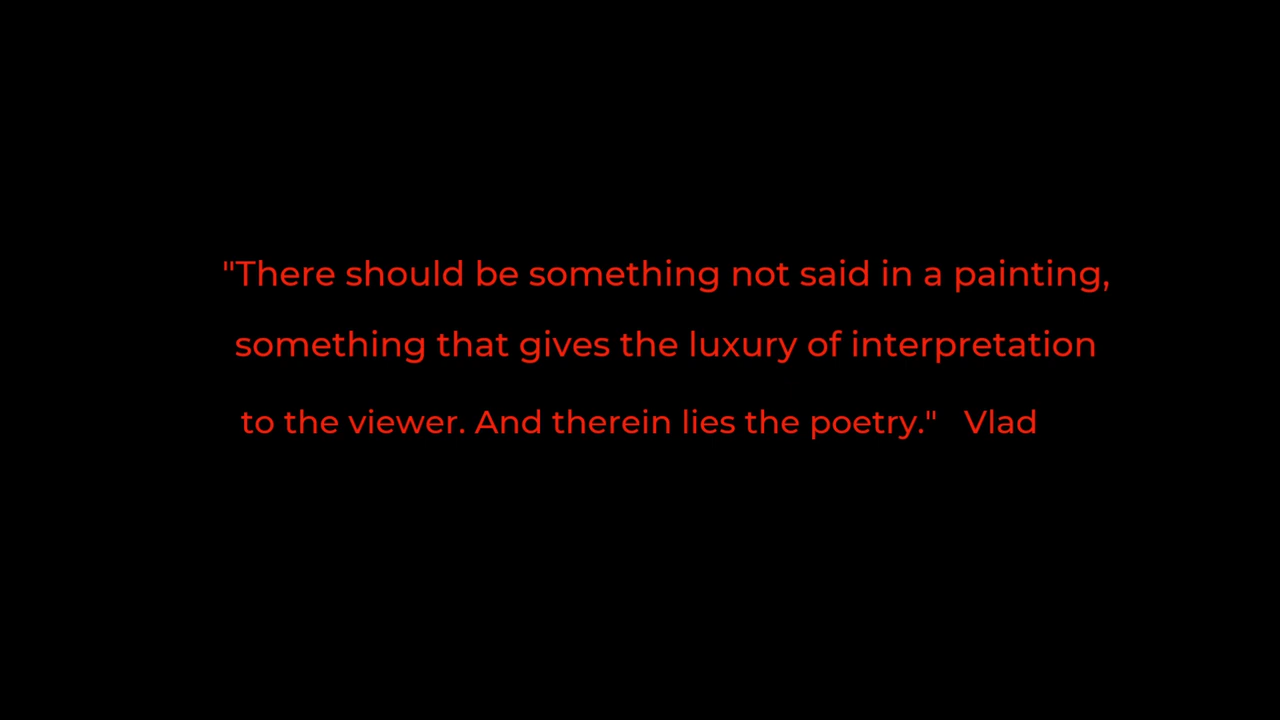 "There should be something not said in a painting,
something that gives the luxury of interpretation
to the viewer. And therein lies the poetry." Vlad